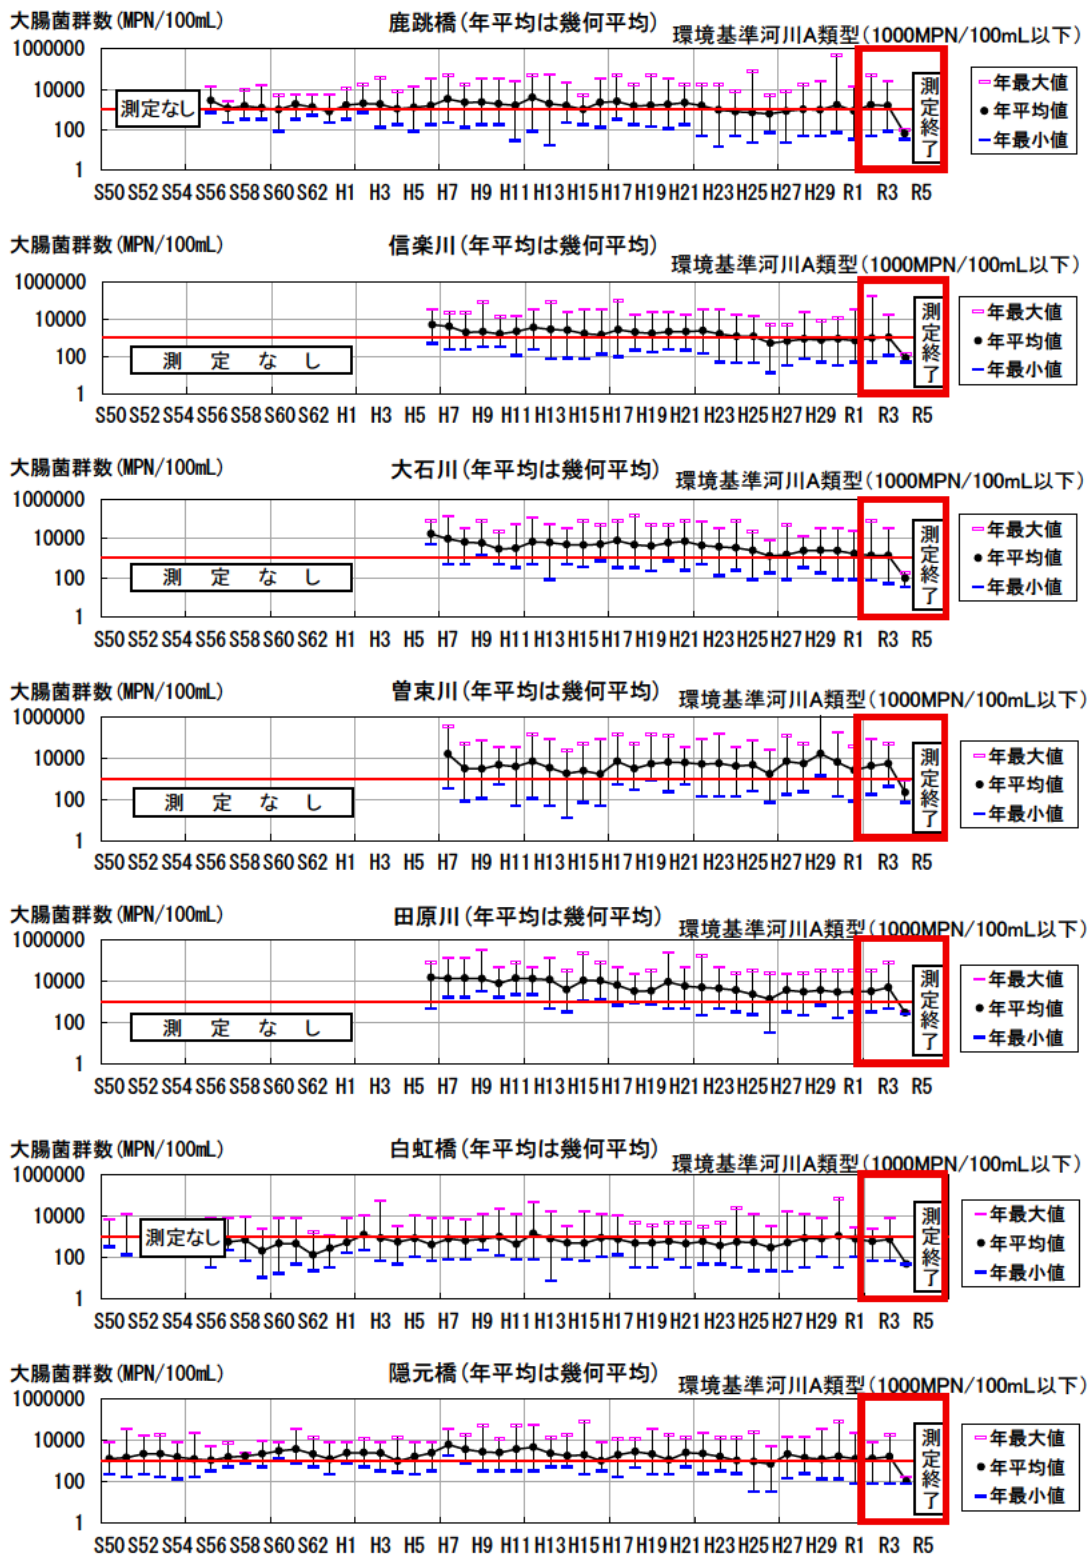 大腸菌群数(MPN/100mL)
鹿跳橋(年平均は幾何平均)
環境基準河川A類型(1000MPN/100mL以下)
1000000
10000
100
1
測定なし
測定終了
年最大値
年平均値
年最小値
S50 S52 S54 S56 S58 S60 S62 H1 H3 H5 H7 H9 H11 H13 H15 H17 H19 H21 H23 H25 H27 H29 R1 R3 R5
大腸菌群数(MPN/100mL)
信楽川(年平均は幾何平均)
環境基準河川A類型(1000MPN/100mL以下)
1000000
10000
100
1
測定なし
測定終了
年最大値
年平均値
年最小値
S50 S52 S54 S56 S58 S60 S62 H1 H3 H5 H7 H9 H11 H13 H15 H17 H19 H21 H23 H25 H27 H29 R1 R3 R5
大腸菌群数(MPN/100mL)
大石川(年平均は幾何平均)
環境基準河川A類型(1000MPN/100mL以下)
1000000
10000
100
1
測定なし
測定終了
年最大値
年平均値
年最小値
S50 S52 S54 S56 S58 S60 S62 H1 H3 H5 H7 H9 H11 H13 H15 H17 H19 H21 H23 H25 H27 H29 R1 R3 R5
大腸菌群数(MPN/100mL)
曽束川(年平均は幾何平均)
環境基準河川A類型(1000MPN/100mL以下)
1000000
10000
100
1
測定なし
測定終了
年最大値
年平均値
年最小値
S50 S52 S54 S56 S58 S60 S62 H1 H3 H5 H7 H9 H11 H13 H15 H17 H19 H21 H23 H25 H27 H29 R1 R3 R5
大腸菌群数(MPN/100mL)
田原川(年平均は幾何平均)
環境基準河川A類型(1000MPN/100mL以下)
1000000
10000
100
1
測定なし
測定終了
年最大値
年平均値
年最小値
S50 S52 S54 S56 S58 S60 S62 H1 H3 H5 H7 H9 H11 H13 H15 H17 H19 H21 H23 H25 H27 H29 R1 R3 R5
大腸菌群数(MPN/100mL)
白虹橋(年平均は幾何平均)
環境基準河川A類型(1000MPN/100mL以下)
1000000
10000
100
1
測定なし
測定終了
年最大値
年平均値
年最小値
S50 S52 S54 S56 S58 S60 S62 H1 H3 H5 H7 H9 H11 H13 H15 H17 H19 H21 H23 H25 H27 H29 R1 R3 R5
大腸菌群数(MPN/100mL)
隠元橋(年平均は幾何平均)
環境基準河川A類型(1000MPN/100mL以下)
1000000
10000
100
1
測定終了
年最大値
年平均値
年最小値
S50 S52 S54 S56 S58 S60 S62 H1 H3 H5 H7 H9 H11 H13 H15 H17 H19 H21 H23 H25 H27 H29 R1 R3 R5